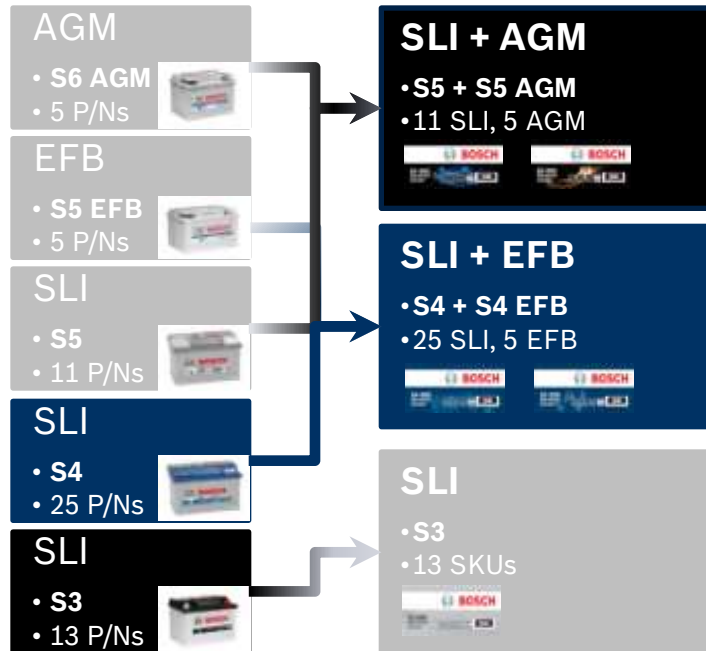 AGM
• S6 AGM
• 5 P/Ns
EFB
• S5 EFB
• 5 P/Ns
SLI
• S5
• 11 P/Ns
SLI
• S4
• 25 P/Ns
SLI
• S3
• 13 P/Ns
SLI + AGM
•S5 + S5 AGM
•11 SLI, 5 AGM
BOSCH
BOSCH
SLI + EFB
•S4 + S4 EFB
•25 SLI, 5 EFB
BOSCH
BOSCH
SLI
•S3
•13 SKUs
BOSCH